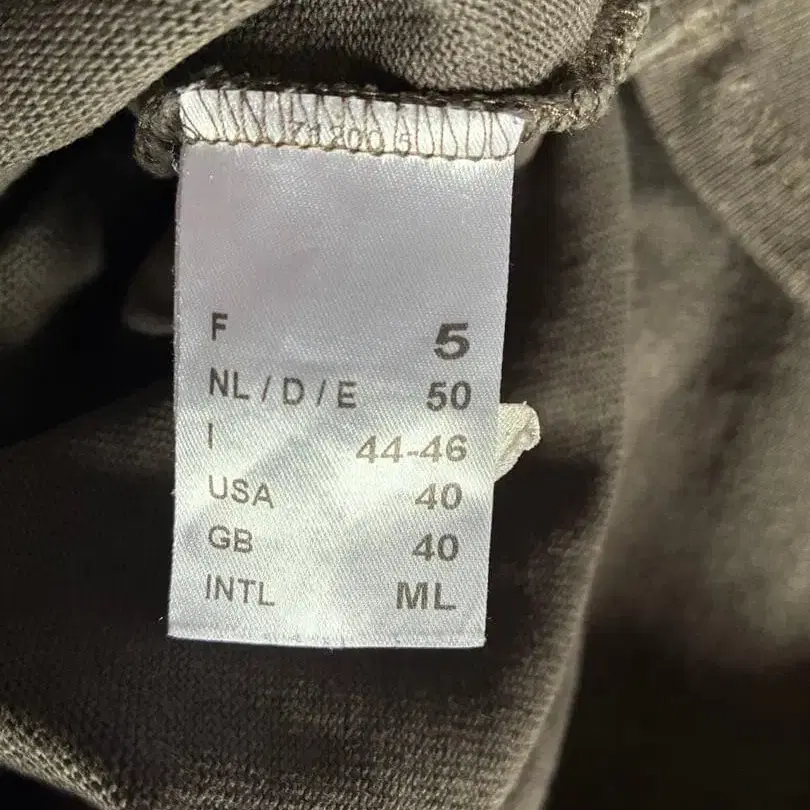 F 5
NL / D / E 50
I 44-46
USA 40
GB 40
INTL ML